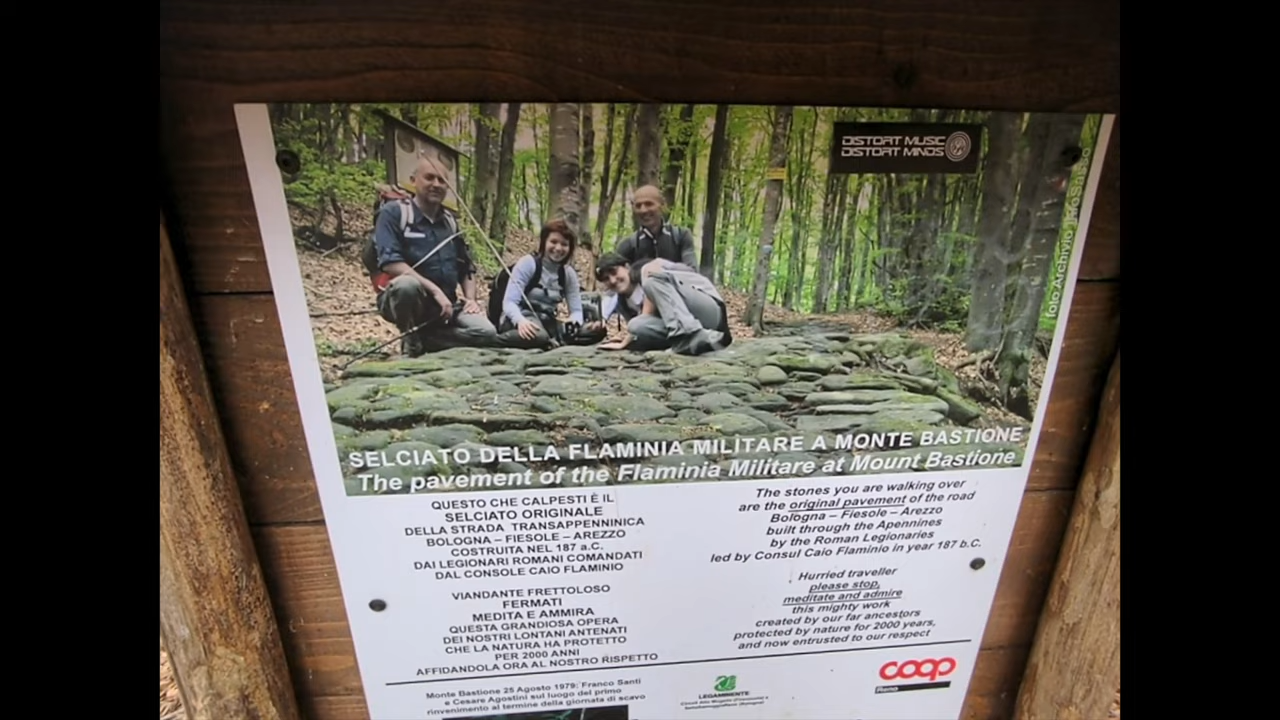 DISTORT MUSIC
DISTORT MINDS
SELCIATO DELLA FLAMINIA MILITARE A MONTE BASTIONE
The pavement of the Flaminia Militare at Mount Bastione
QUESTO CHE CALPESTI È IL
SELCIATO ORIGINALE
DELLA STRADA TRANSAPPENNINICA
BOLOGNA – FIESOLE – AREZZO
COSTRUITA NEL 187 a.C.
DAI LEGIONARI ROMANI COMANDATI
DAL CONSOLE CAIO FLAMINIO
VIANDANTE FRETTOLOSO
FERMATI
MEDITA E AMMIRA
QUESTA GRANDIOSA OPERA
DEI NOSTRI LONTANI ANTENATI
CHE LA NATURA HA PROTETTO
PER 2000 ANNI
AFFIDANDOLA ORA AL NOSTRO RISPETTO
The stones you are walking over
are the original pavement of the road
Bologna – Fiesole – Arezzo
built through the Apennines
by the Roman Legionaries
led by Consul Caio Flaminio in year 187 b.C.
Hurried traveller
please stop,
meditate and admire
this mighty work
created by our far ancestors
protected by nature for 2000 years,
and now entrusted to our respect
Monte Bastione 25 Agosto 1979: Franco Santi
e Cesare Agostini sul luogo del primo
rinvenimento al termine della giornata di scavo
LEGAMBIENTE
coop
Reno
foto Archivio